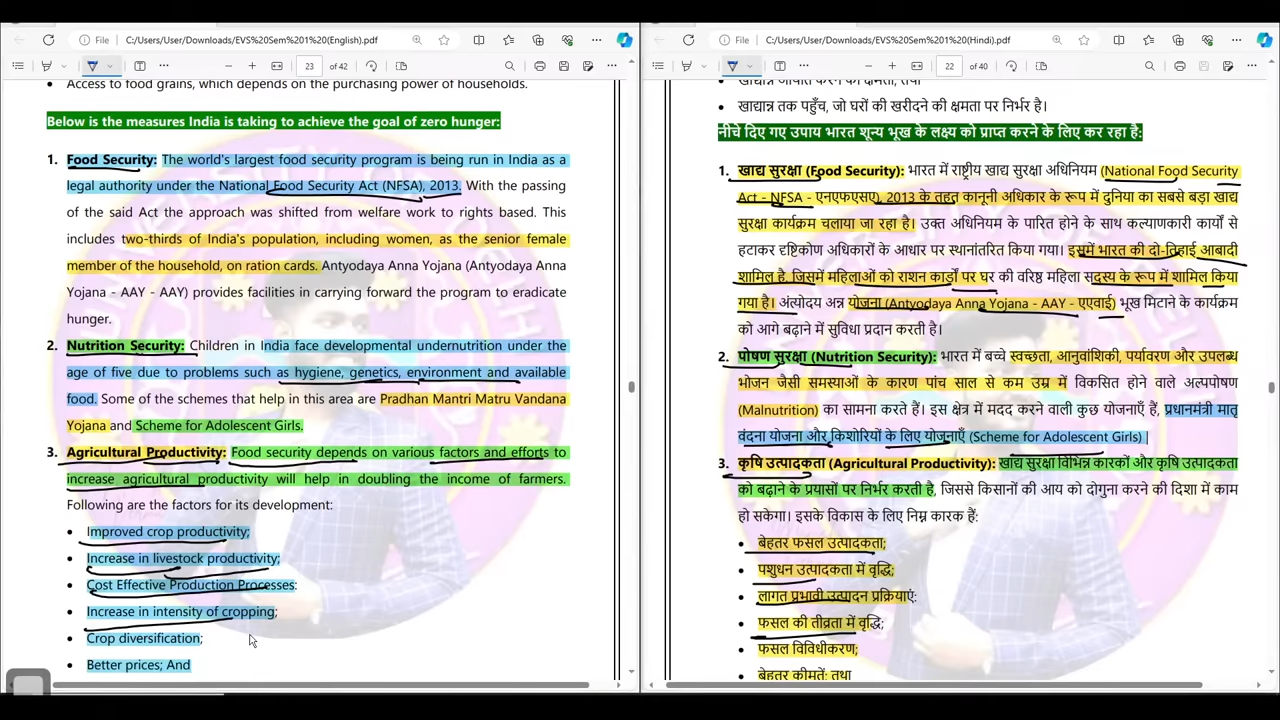 File C:/Users/User/Downloads/EVS%20Sem%201%20(English).pdf
23 of 42
Access to food grains, which depends on the purchasing power of households.
Below is the measures India is taking to achieve the goal of zero hunger:
1. Food Security: The world's largest food security program is being run in India as a
legal authority under the National Food Security Act (NFSA), 2013. With the passing
of the said Act the approach was shifted from welfare work to rights based. This
includes two-thirds of India's population, including women, as the senior female
member of the household, on ration cards. Antyodaya Anna Yojana (Antyodaya Anna
Yojana - AAY - AAY) provides facilities in carrying forward the program to eradicate
hunger.
2. Nutrition Security: Children in India face developmental undernutrition under the
age of five due to problems such as hygiene, genetics, environment and available
food. Some of the schemes that help in this area are Pradhan Mantri Matru Vandana
Yojana and Scheme for Adolescent Girls.
3. Agricultural Productivity: Food security depends on various factors and efforts to
increase agricultural productivity will help in doubling the income of farmers.
Following are the factors for its development:
• Improved crop productivity;
• Increase in livestock productivity;
• Cost Effective Production Processes:
• Increase in intensity of cropping;
• Crop diversification;
• Better prices; And
File C:/Users/User/Downloads/EVS%20Sem%201%20(Hindi).pdf
22 of 40
खाद्यान्न आयात करने की क्षमता, तथा
• खाद्यान्न तक पहुँच, जो घरों की खरीदने की क्षमता पर निर्भर है।
नीचे दिए गए उपाय भारत शून्य भूख के लक्ष्य को प्राप्त करने के लिए कर रहा है:
1. खाद्य सुरक्षा (Food Security): भारत में राष्ट्रीय खाद्य सुरक्षा अधिनियम (National Food Security
Act - NFSA - एनएफएसए), 2013 के तहत कानूनी अधिकार के रूप में दुनिया का सबसे बड़ा खाद्य
सुरक्षा कार्यक्रम चलाया जा रहा है। उक्त अधिनियम के पारित होने के साथ कल्याणकारी कार्यों से
हटाकर दृष्टिकोण अधिकारों के आधार पर स्थानांतरित किया गया। इसमें भारत की दो-तिहाई आबादी
शामिल है, जिसमें महिलाओं को राशन कार्डों पर घर की वरिष्ठ महिला सदस्य के रूप में शामिल किया
गया है। अंत्योदय अन्न योजना (Antyodaya Anna Yojana - AAY - एएवाई) भूख मिटाने के कार्यक्रम
को आगे बढ़ाने में सुविधा प्रदान करती है।
2. पोषण सुरक्षा (Nutrition Security): भारत में बच्चे स्वच्छता, आनुवांशिकी, पर्यावरण और उपलब्ध
भोजन जैसी समस्याओं के कारण पांच साल से कम उम्र में विकसित होने वाले अल्पपोषण
(Malnutrition) का सामना करते हैं। इस क्षेत्र में मदद करने वाली कुछ योजनाएँ हैं, प्रधानमंत्री मातृ
वंदना योजना और किशोरियों के लिए योजनाएँ (Scheme for Adolescent Girls) |
3. कृषि उत्पादकता (Agricultural Productivity): खाद्य सुरक्षा विभिन्न कारकों और कृषि उत्पादकता
को बढ़ाने के प्रयासों पर निर्भर करती है, जिससे किसानों की आय को दोगुना करने की दिशा में काम
हो सकेगा। इसके विकास के लिए निम्न कारक हैं:
• बेहतर फसल उत्पादकता;
• पशुधन उत्पादकता में वृद्धि;
• लागत प्रभावी उत्पादन प्रक्रियाएं:
• फसल की तीव्रता में वृद्धि;
• फसल विविधीकरण;
• बेहतर कीमतें; तथा